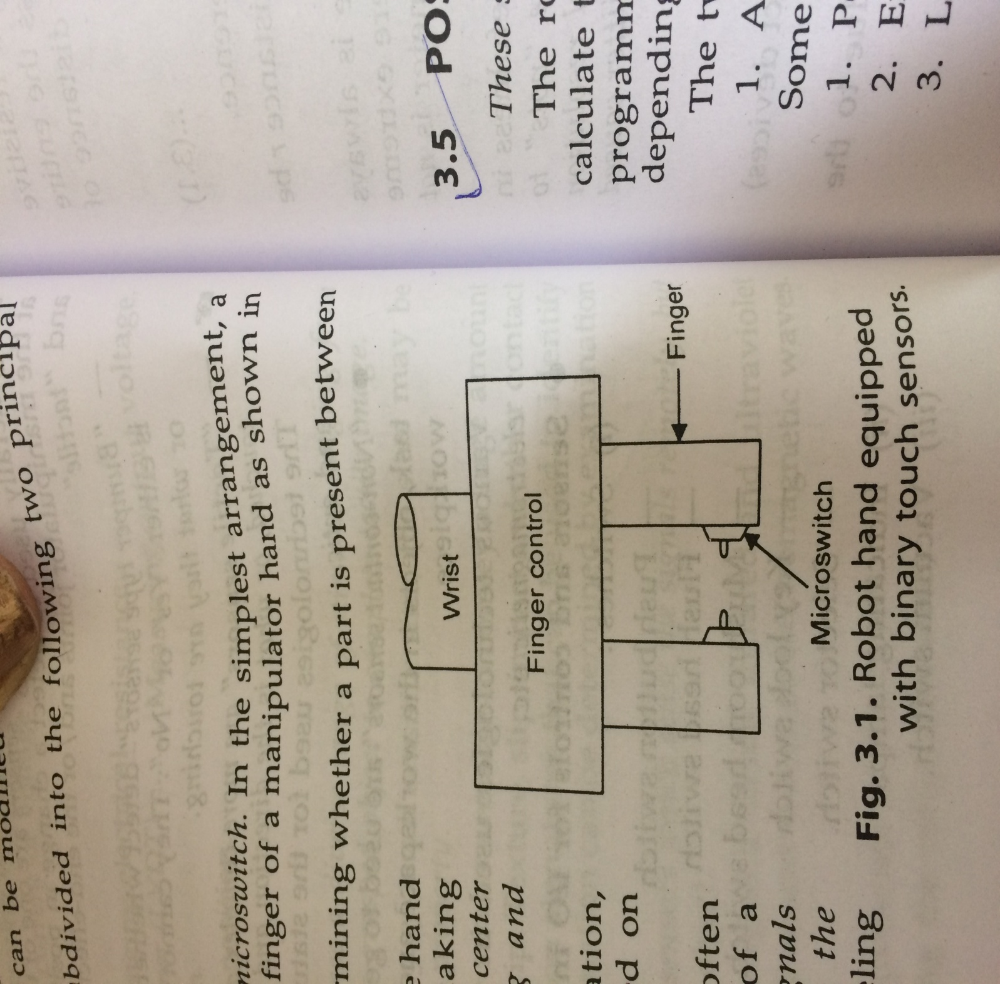 can be modified
bdivided into the following two principal
microswitch. In the simplest arrangement, a
finger of a manipulator hand as shown in
rmining whether a part is present between
hand
aking
center
g and
ation,
d on
often
of a
gnals
the
eling
Wrist
Finger control
Finger
Microswitch
Fig. 3.1. Robot hand equipped
with binary touch sensors.
3.5 POS
These s
The ro
calculate t
programm
depending
The tw
1. A
Some
1. P
2. E
3. L